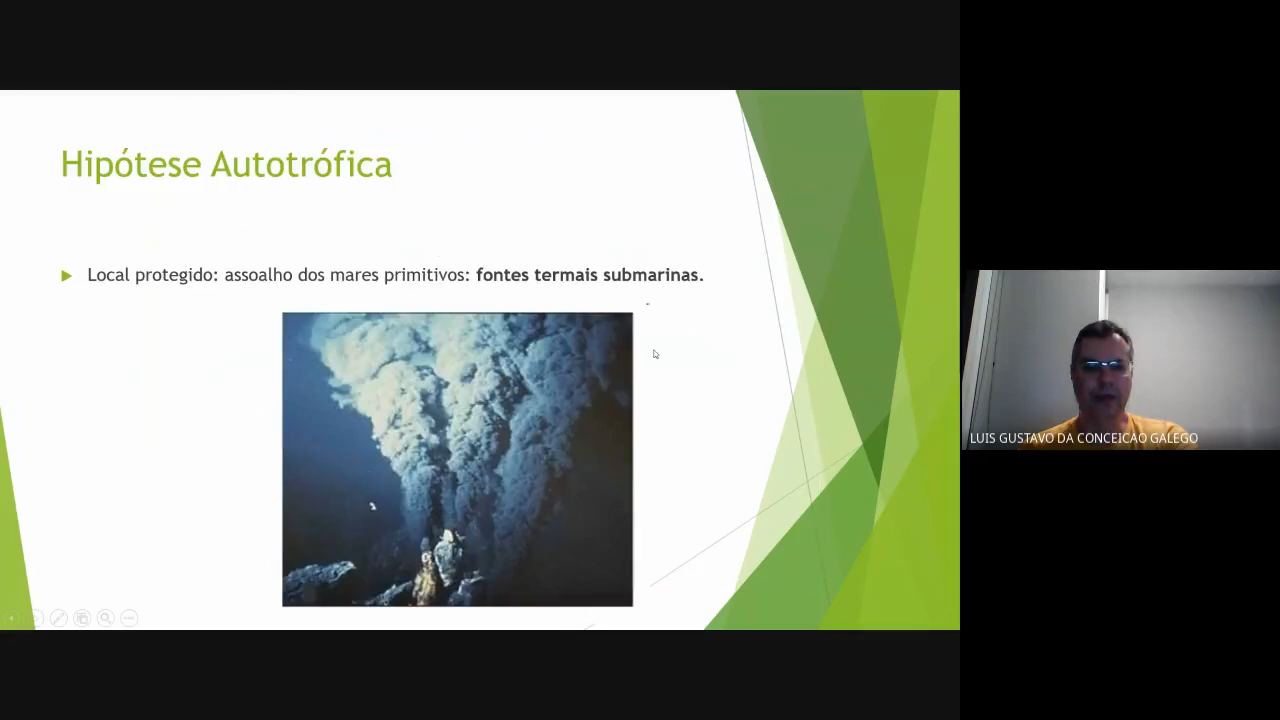 Hipótese Autotrófica
Local protegido: assoalho dos mares primitivos: fontes termais submarinas.
LUIS GUSTAVO DA CONCEICAO GALEGO